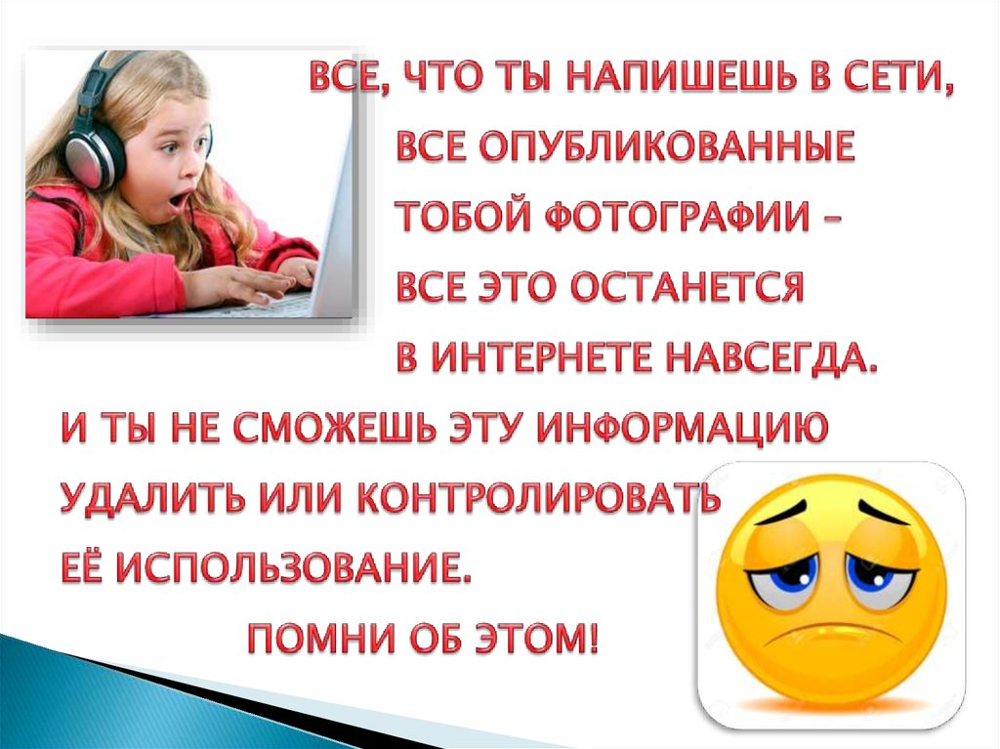 ВСЕ, ЧТО ТЫ НАПИШЕШЬ В СЕТИ,
ВСЕ ОПУБЛИКОВАННЫЕ
ТОБОЙ ФОТОГРАФИИ –
ВСЕ ЭТО ОСТАНЕТСЯ
В ИНТЕРНЕТЕ НАВСЕГДА.
И ТЫ НЕ СМОЖЕШЬ ЭТУ ИНФОРМАЦИЮ
УДАЛИТЬ ИЛИ КОНТРОЛИРОВАТЬ
ЕЁ ИСПОЛЬЗОВАНИЕ.
ПОМНИ ОБ ЭТОМ!